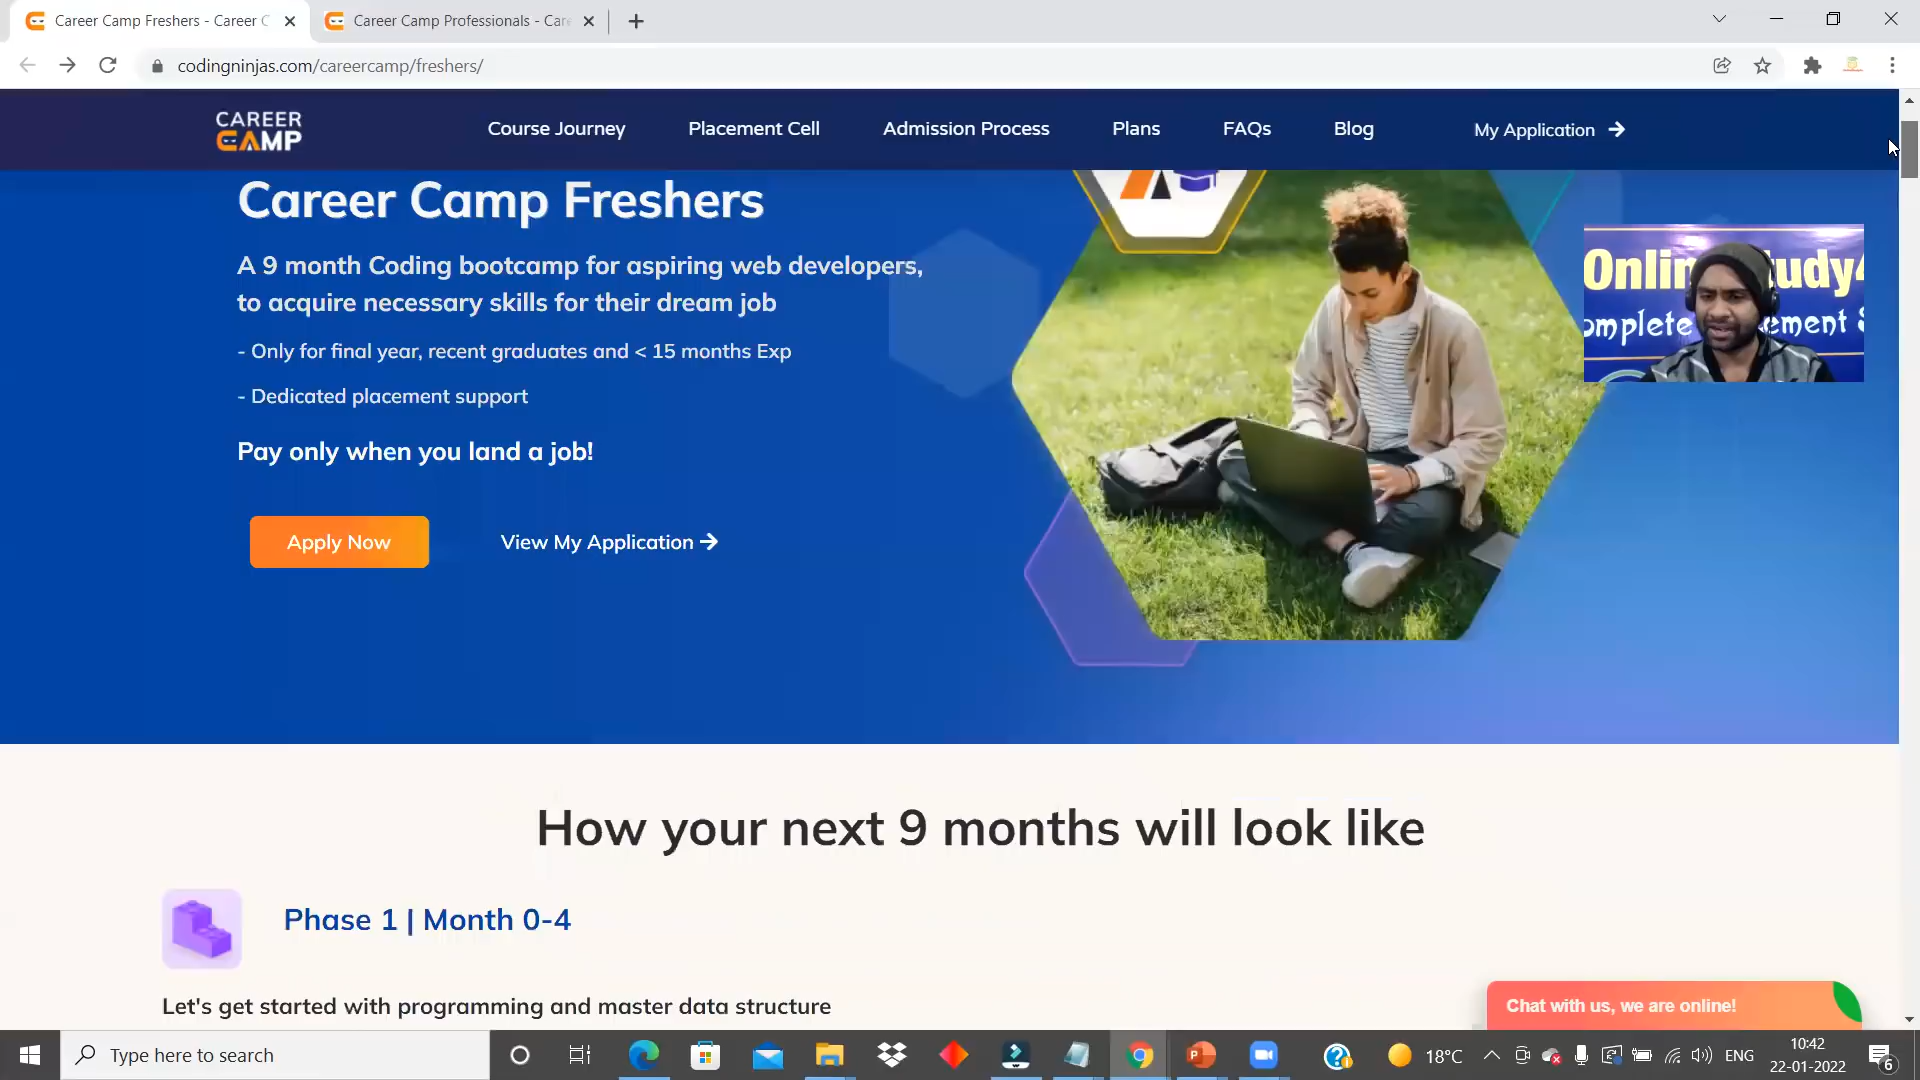 Career Camp Freshers - Career C
Career Camp Professionals - Car
codingninjas.com/careercamp/freshers/
CAREER
CAMP
Course Journey
Placement Cell
Admission Process
Plans
FAQs
Blog
My Application
Career Camp Freshers
A 9 month Coding bootcamp for aspiring web developers,
to acquire necessary skills for their dream job
- Only for final year, recent graduates and < 15 months Exp
- Dedicated placement support
Pay only when you land a job!
Apply Now
View My Application
Onlin tudy4
omplete ement S
How your next 9 months will look like
Phase 1 | Month 0-4
Let's get started with programming and master data structure
Chat with us, we are online!
Type here to search
18°C
ENG
10:42
22-01-2022
6